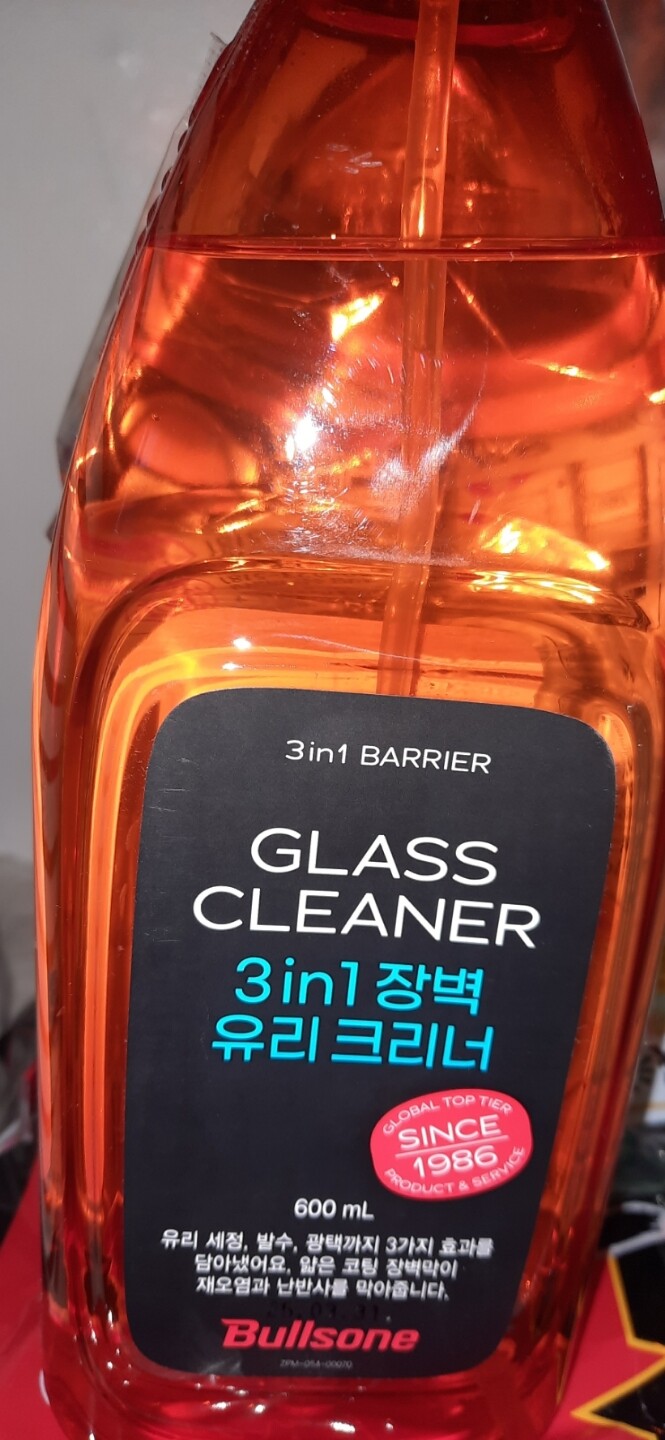 3in1 BARRIER
GLASS
CLEANER
3in1 장벽
유리크리너
GLOBAL TOP TIER
SINCE
1986
PRODUCT & SERVICE
600 mL
유리 세정, 발수, 광택까지 3가지 효과를
담아냈어요. 얇은 코팅 장벽막이
재오염과 난반사를 막아줍니다.
Bullsone